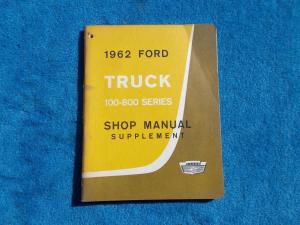 1962 FORD
TRUCK
100-800 SERIES
SHOP MANUAL
SUPPLEMENT